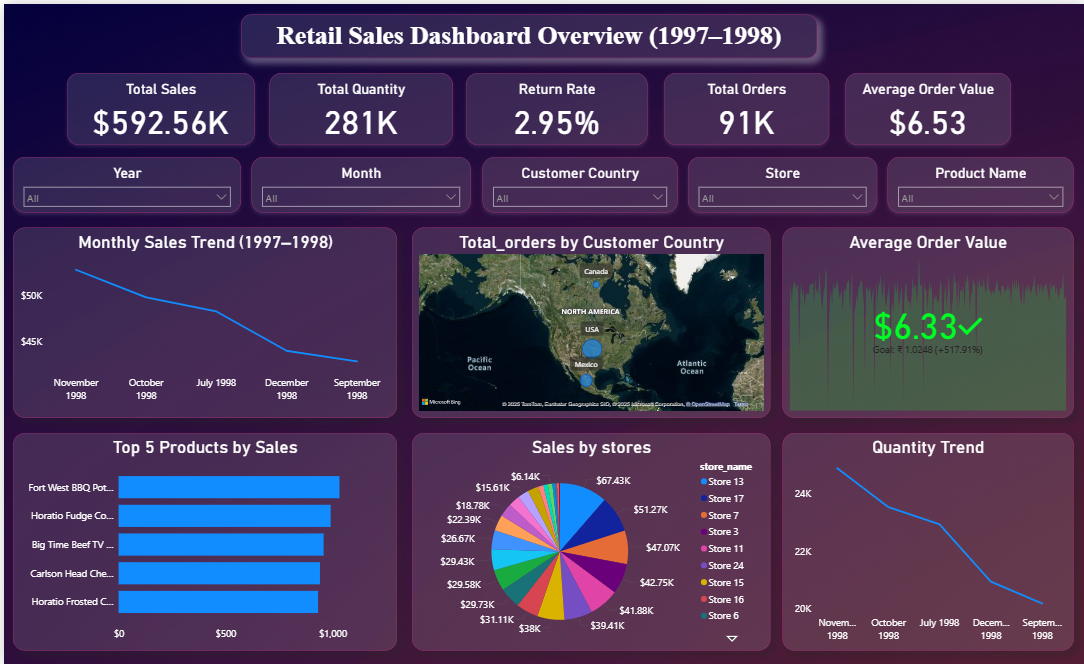 Retail Sales Dashboard Overview (1997–1998)
Total Sales
$592.56K
Total Quantity
281K
Return Rate
2.95%
Total Orders
91K
Average Order Value
$6.53
Year
All
Month
All
Customer Country
All
Store
All
Product Name
All
Monthly Sales Trend (1997–1998)
$50K
$45K
November
1998
October
1998
July 1998
December
1998
September
1998
Total_orders by Customer Country
Canada
NORTH AMERICA
USA
Mexico
Pacific
Ocean
Atlantic
Ocean
Microsoft Bing
© 2025 TomTom, Earthstar Geographics SIO, © 2025 Microsoft Corporation, © OpenStreetMap Terms
Average Order Value
$6.33✓
Goal: ₹ 1.0248 (+517.91%)
Top 5 Products by Sales
Fort West BBQ Pot...
Horatio Fudge Co...
Big Time Beef TV ...
Carlson Head Che...
Horatio Frosted C...
$0
$500
$1,000
Sales by stores
$6.14K
$15.61K
$18.78K
$22.39K
$26.67K
$29.43K
$29.58K
$29.73K
$31.11K
$38K
$39.41K
$41.88K
$42.75K
$47.07K
$51.27K
$67.43K
store_name
Store 13
Store 17
Store 7
Store 3
Store 11
Store 24
Store 15
Store 16
Store 6
Quantity Trend
24K
22K
20K
Novem...
1998
October
1998
July 1998
Decem...
1998
Septem...
1998